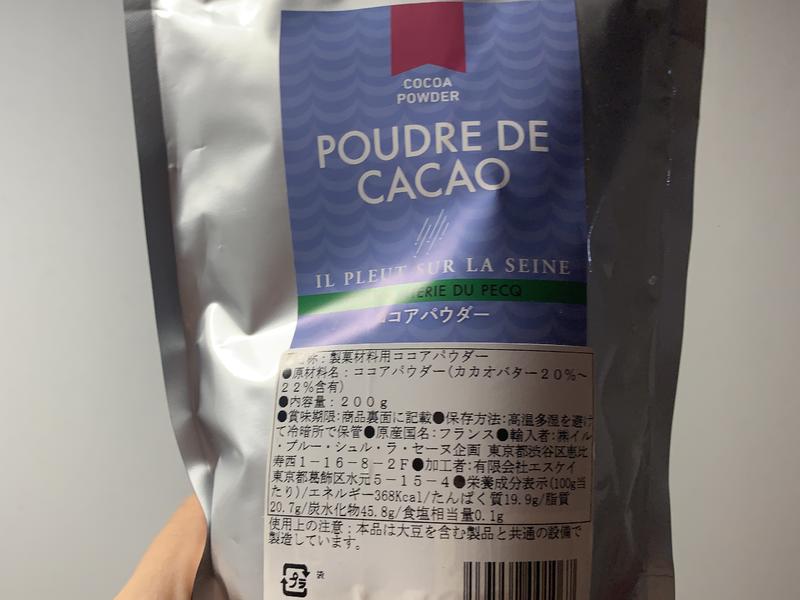 COCOA
POWDER
POUDRE DE
CACAO
IL PLEUT SUR LA SEINE
ERIE DU PECQ
ココアパウダー
称：製菓材料用ココアパウダー
●原材料名：ココアパウダー(カカオバター２０％～
２２％含有)
●内容量：２００ｇ
●賞味期限:商品裏面に記載●保存方法:高温多湿を避け
て冷暗所で保管●原産国名:フランス●輸入者:㈱イル
・プルー・シュル・ラ・セーヌ企画 東京都渋谷区恵比
寿西１－１６－８－２Ｆ●加工者:有限会社エスケイ
東京都葛飾区水元５－１５－４●栄養成分表示(100g当
たり)/エネルギー368Kcal/たんぱく質19.9g/脂質
20.7g/炭水化物45.8g/食塩相当量0.1g
使用上の注意：本品は大豆を含む製品と共通の設備で
製造しています。
プラ 袋